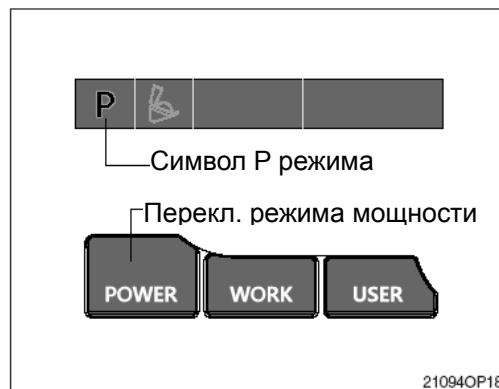 P
Символ P режима
Перекл. режима мощности
POWER WORK USER
21094OP18